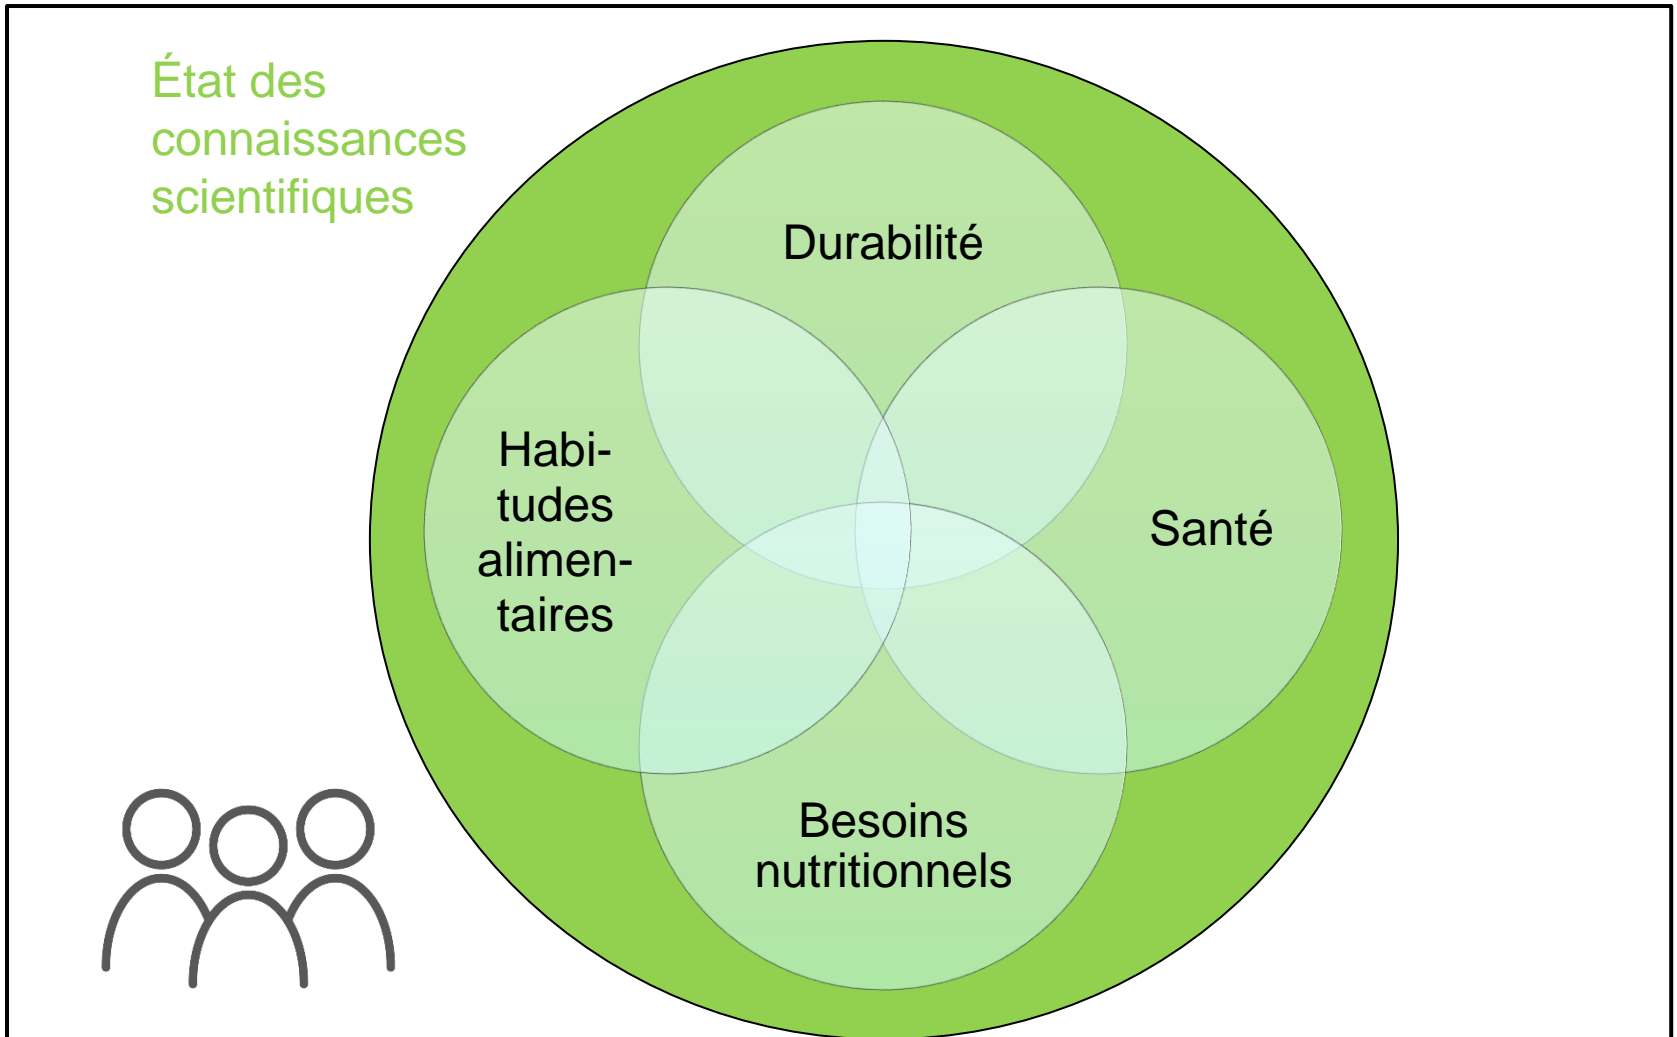 État des
connaissances
scientifiques
Durabilité
Habi-
tudes
alimen-
taires
Santé
Besoins
nutritionnels